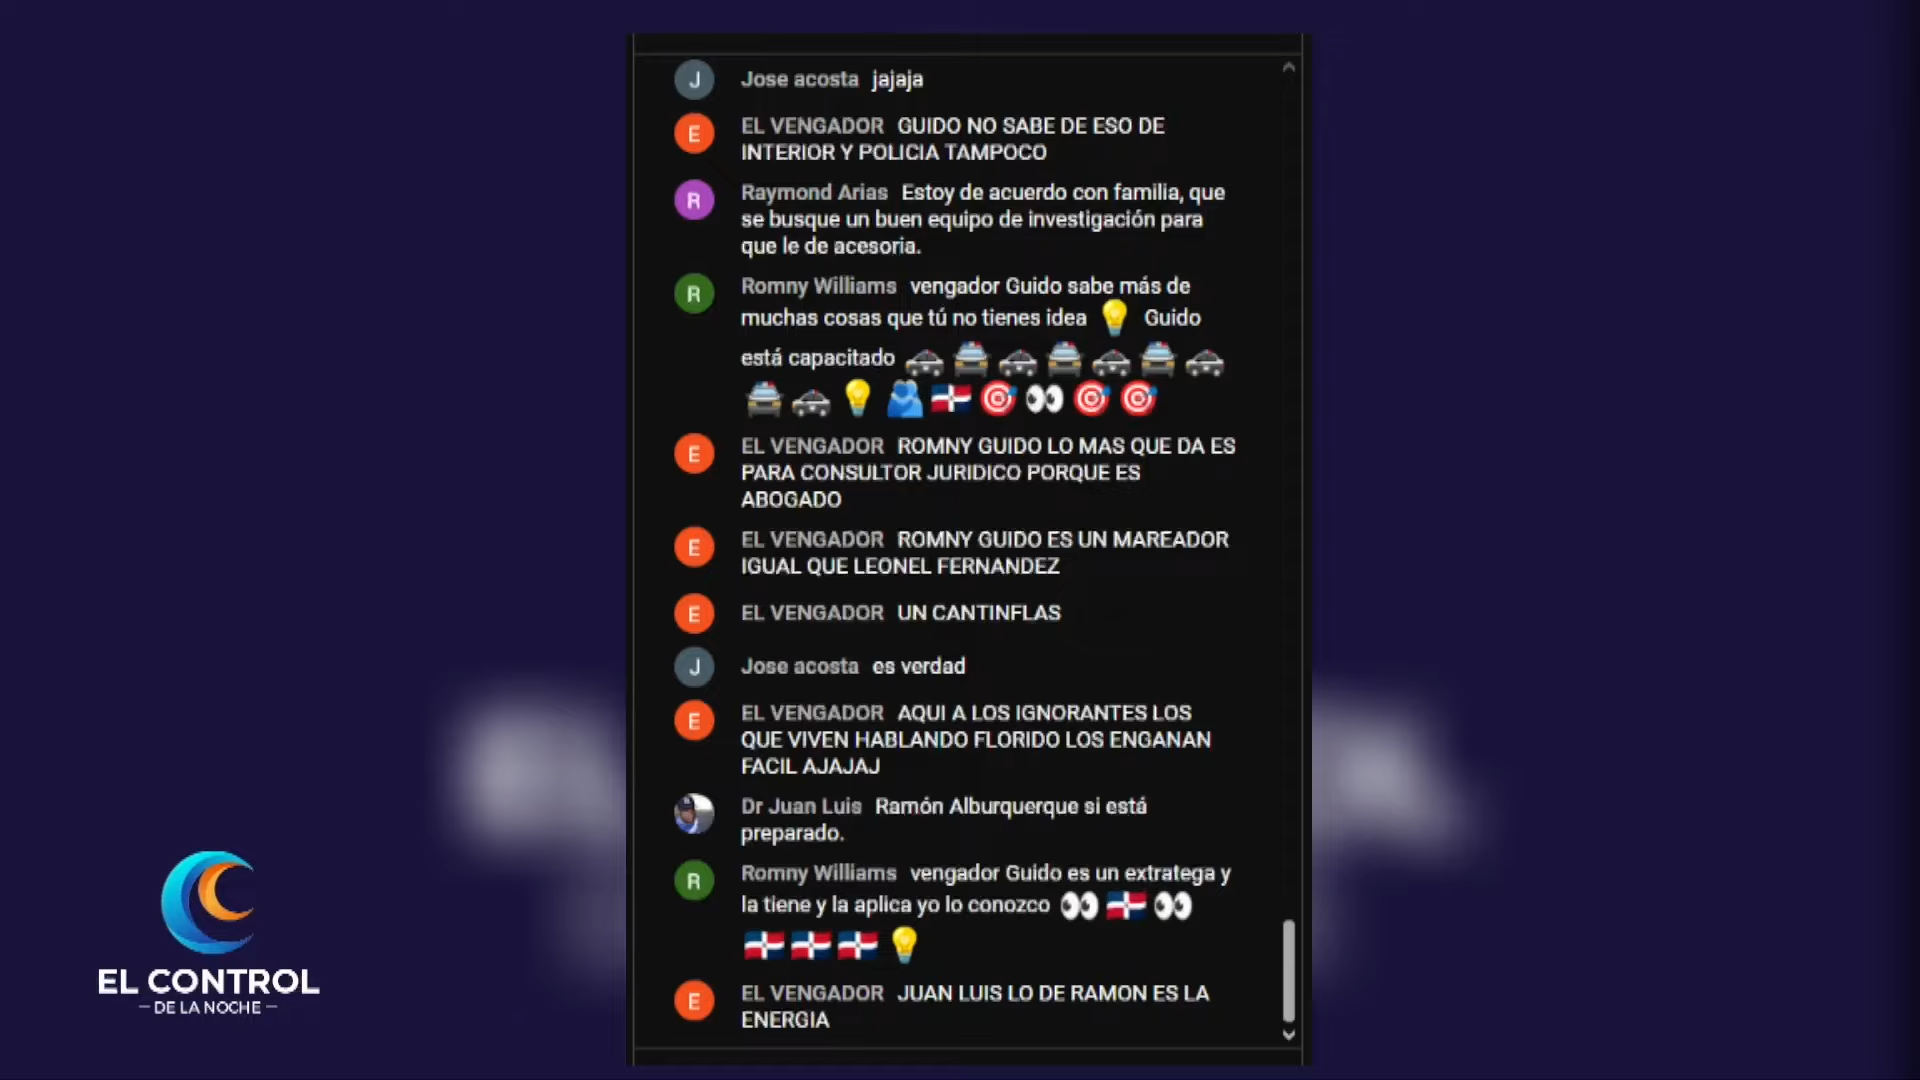 Jose acosta jajaja
EL VENGADOR GUIDO NO SABE DE ESO DE
INTERIOR Y POLICIA TAMPOCO
Raymond Arias Estoy de acuerdo con familia, que
se busque un buen equipo de investigación para
que le de acesoria.
Romny Williams vengador Guido sabe más de
muchas cosas que tú no tienes idea 💡 Guido
está capacitado 🚓🚔🚓🚔🚓🚔🚓
🚔🚓💡🫂🇩🇴🎯👀🎯🎯
EL VENGADOR ROMNY GUIDO LO MAS QUE DA ES
PARA CONSULTOR JURIDICO PORQUE ES
ABOGADO
EL VENGADOR ROMNY GUIDO ES UN MAREADOR
IGUAL QUE LEONEL FERNANDEZ
EL VENGADOR UN CANTINFLAS
Jose acosta es verdad
EL VENGADOR AQUI A LOS IGNORANTES LOS
QUE VIVEN HABLANDO FLORIDO LOS ENGANAN
FACIL AJAJAJ
Dr Juan Luis Ramón Alburquerque si está
preparado.
Romny Williams vengador Guido es un extratega y
la tiene y la aplica yo lo conozco 👀🇩🇴👀
🇩🇴🇩🇴🇩🇴💡
EL VENGADOR JUAN LUIS LO DE RAMON ES LA
ENERGIA
J
E
R
R
E
E
E
J
E
R
E
EL CONTROL
DE LA NOCHE